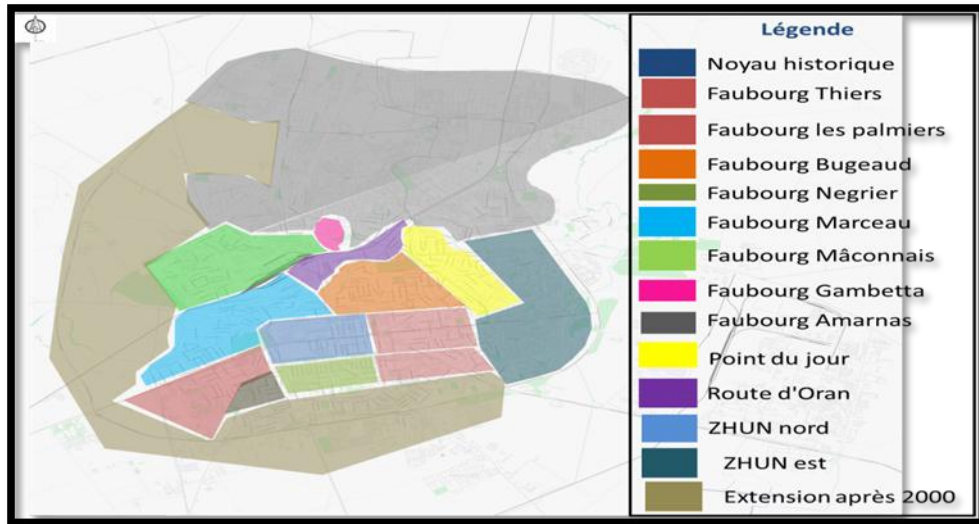 Légende
Noyau historique
Faubourg Thiers
Faubourg les palmiers
Faubourg Bugeaud
Faubourg Negrier
Faubourg Marceau
Faubourg Mâconnais
Faubourg Gambetta
Faubourg Amarnas
Point du jour
Route d'Oran
ZHUN nord
ZHUN est
Extension après 2000